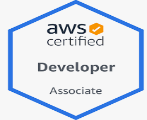 aws
certified
Developer
Associate